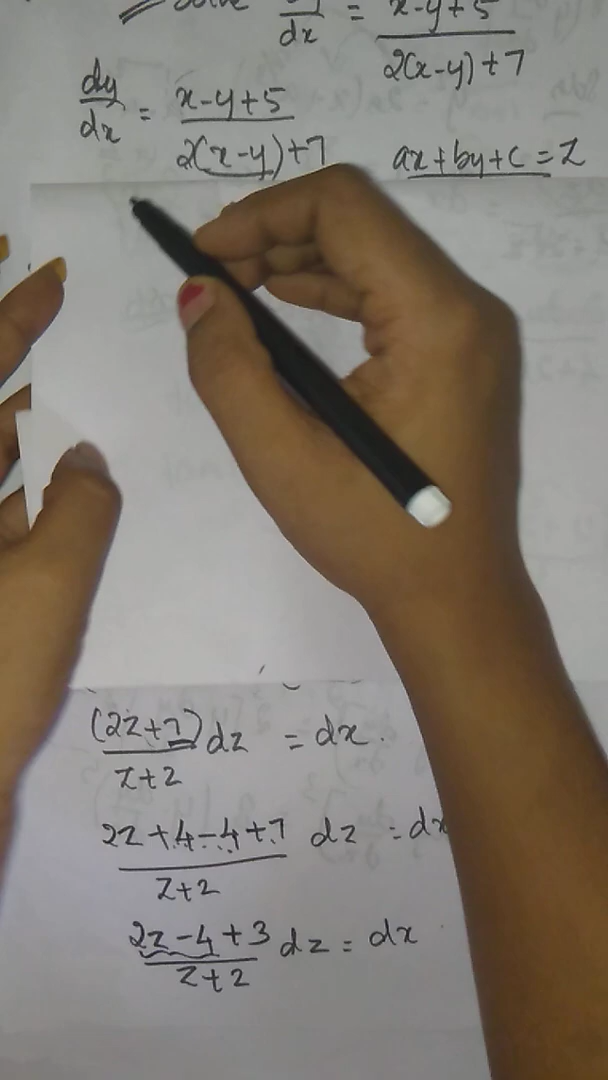 dy/dx = x-y+5 / 2(x-y)+7
dy/dx = x-y+5 / 2(x-y)+7
ax+by+c = z
(2z+7)/z+2 dz = dx.
2z+4-4+7 / z+2 dz = dx
2z-4+3 / z+2 dz = dx